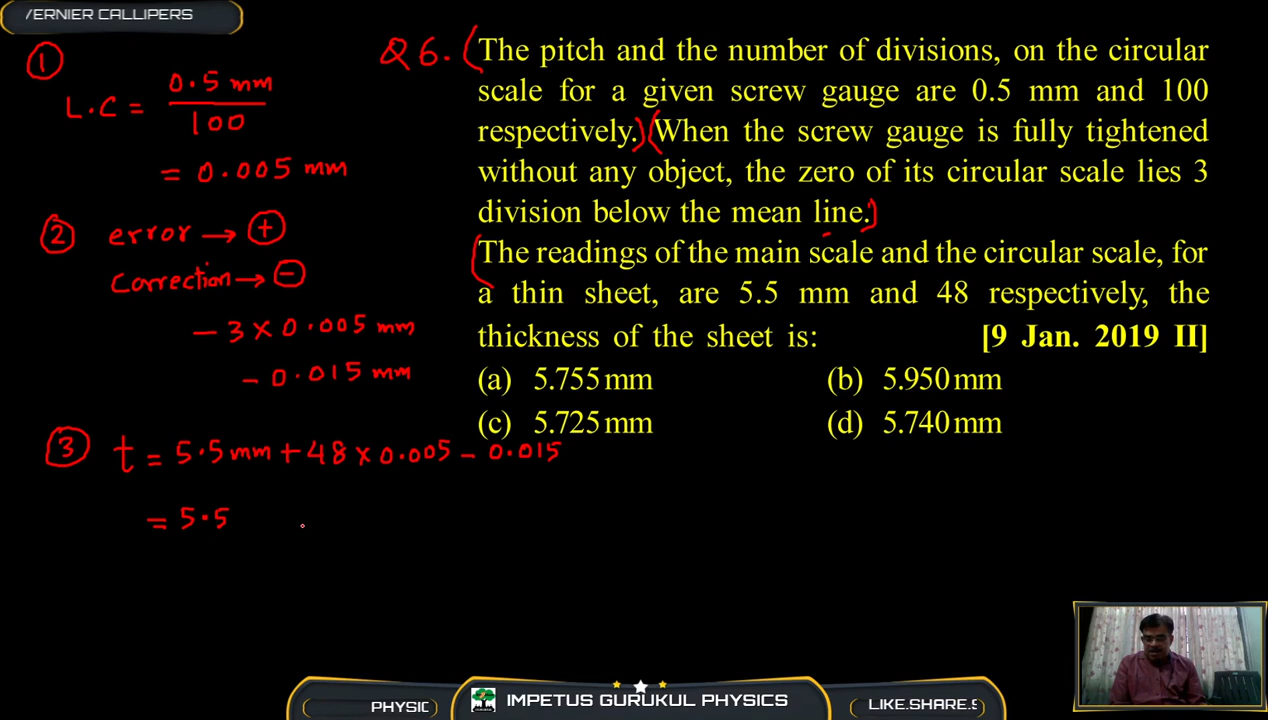 VERNIER CALLIPERS
①
L.C = 0.5 mm
100
= 0.005 mm
② error → +
Correction → -
- 3 × 0.005 mm
- 0.015 mm
③ t = 5.5 mm + 48 × 0.005 - 0.015
= 5.5
Q 6. (The pitch and the number of divisions, on the circular
scale for a given screw gauge are 0.5 mm and 100
respectively.) (When the screw gauge is fully tightened
without any object, the zero of its circular scale lies 3
division below the mean line.)
(The readings of the main scale and the circular scale, for
a thin sheet, are 5.5 mm and 48 respectively, the
thickness of the sheet is: [9 Jan. 2019 II]
(a) 5.755 mm (b) 5.950 mm
(c) 5.725 mm (d) 5.740 mm
PHYSIC
IMPETUS GURUKUL PHYSICS
LIKE.SHARE.S